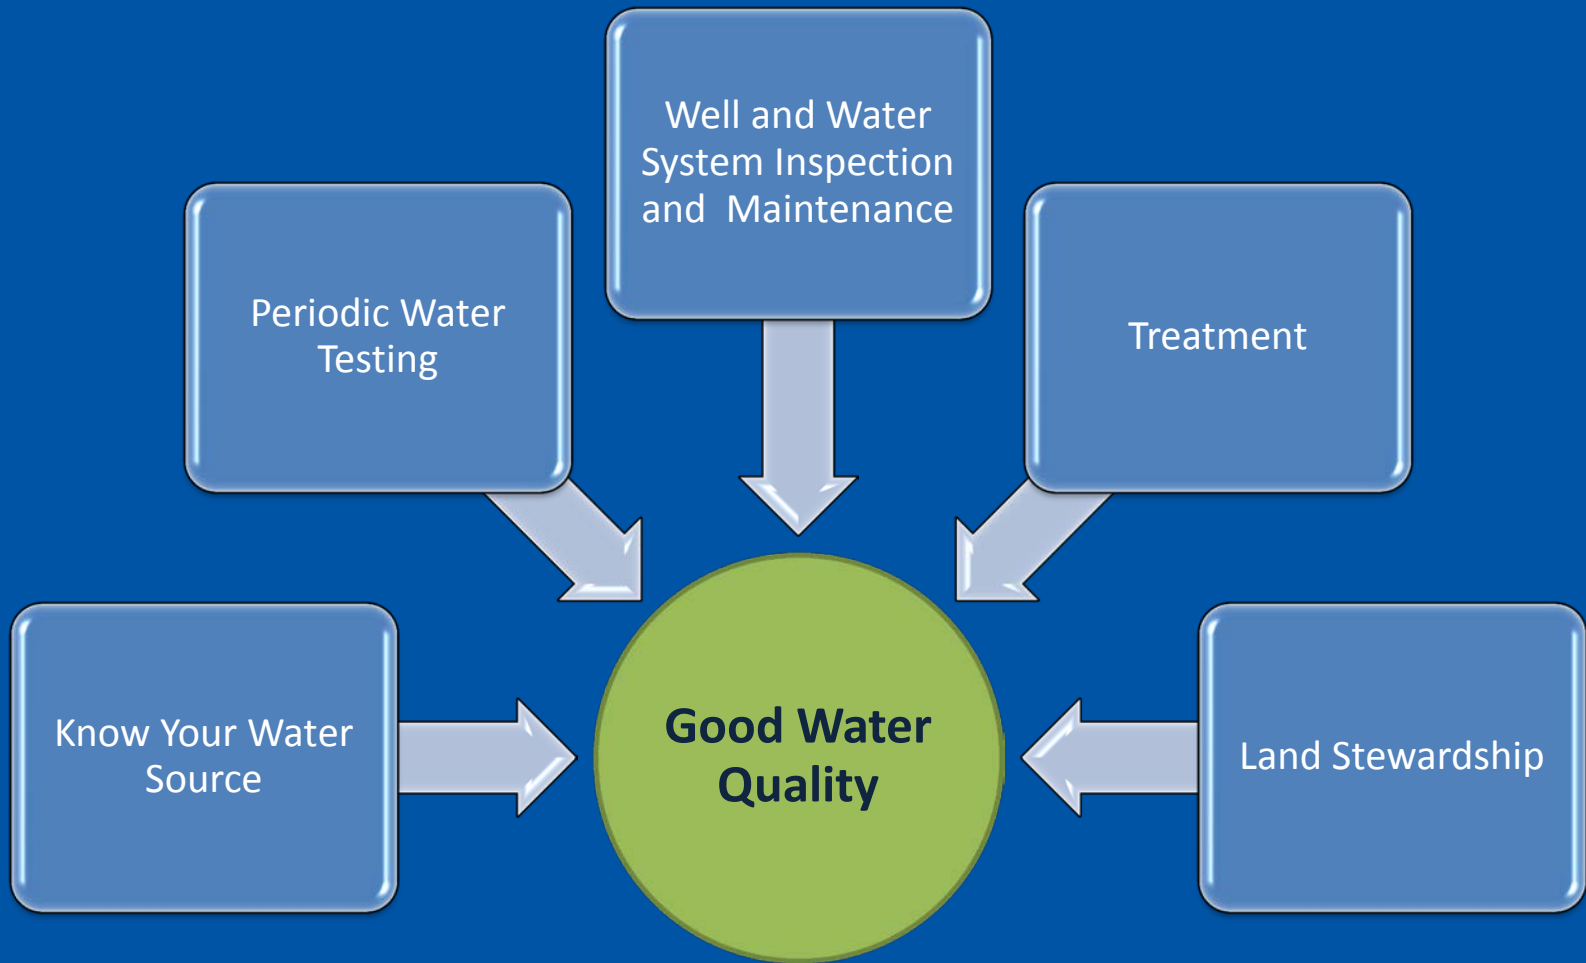 Well and Water
System Inspection
and  Maintenance
Periodic Water
Testing
Treatment
Know Your Water
Source
Good Water
Quality
Land Stewardship